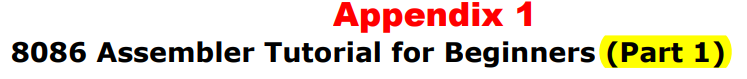 Appendix 1
8086 Assembler Tutorial for Beginners (Part 1)